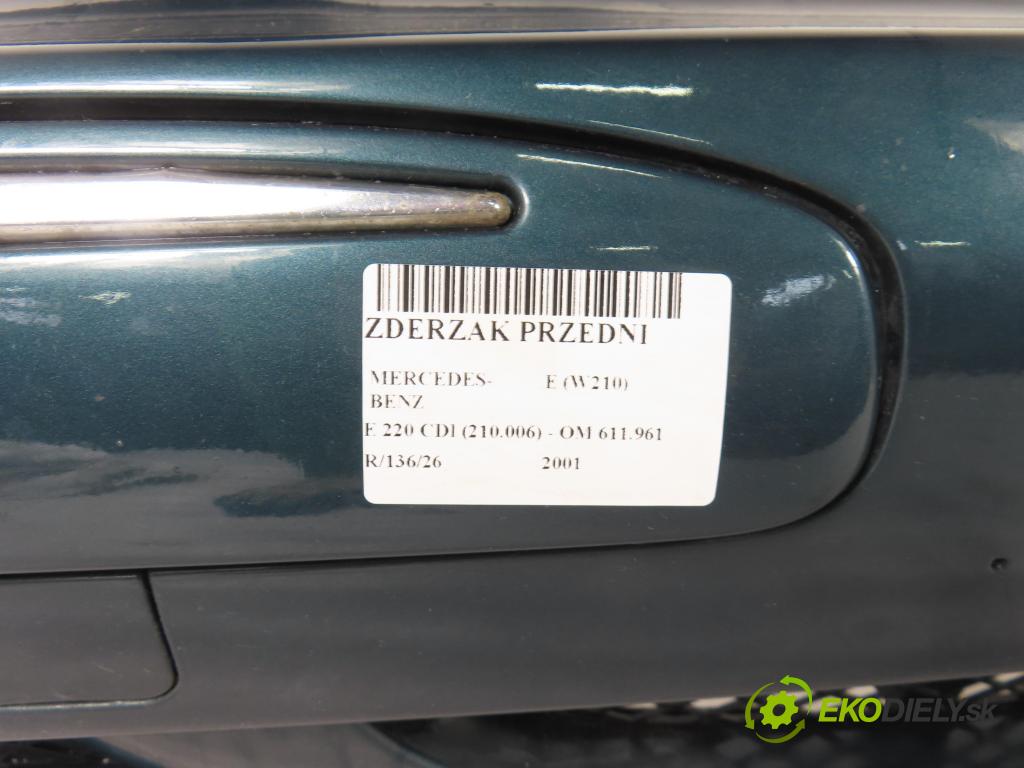 ZDERZAK PRZEDNI
MERCEDES- E (W210)
BENZ
E 220 CDI (210.006) - OM 611.961
R/136/26 2001
EKODIELY.sk